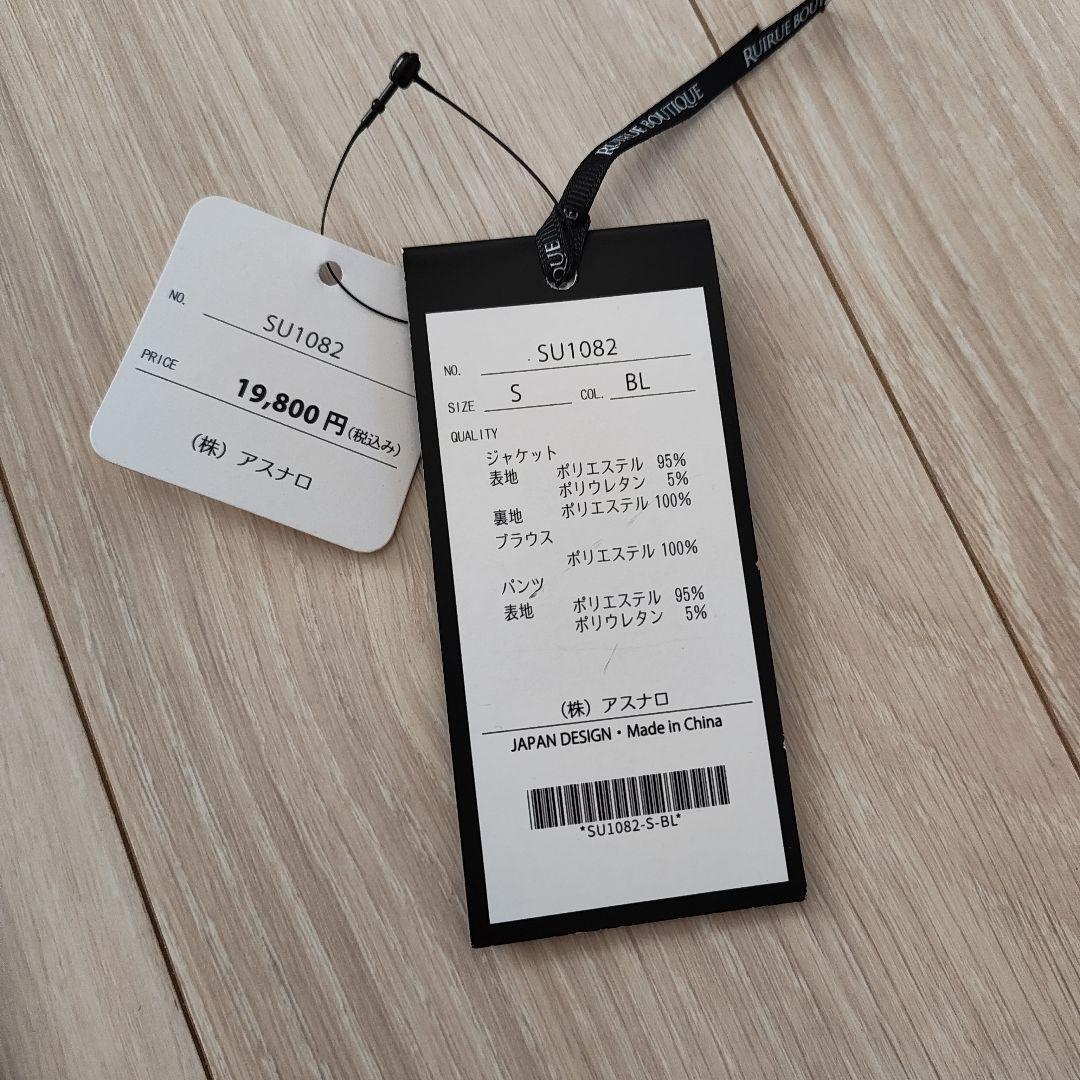 RUIRUE BOUTIQUE
RUIRUE BOUT
NO. SU1082
PRICE 19,800円(税込み)
(株) アスナロ
NO. SU1082
SIZE S COL. BL
QUALITY
ジャケット
表地 ポリエステル 95%
ポリウレタン 5%
裏地 ポリエステル 100%
ブラウス
ポリエステル 100%
パンツ
表地 ポリエステル 95%
ポリウレタン 5%
(株) アスナロ
JAPAN DESIGN・Made in China
*SU1082-S-BL*